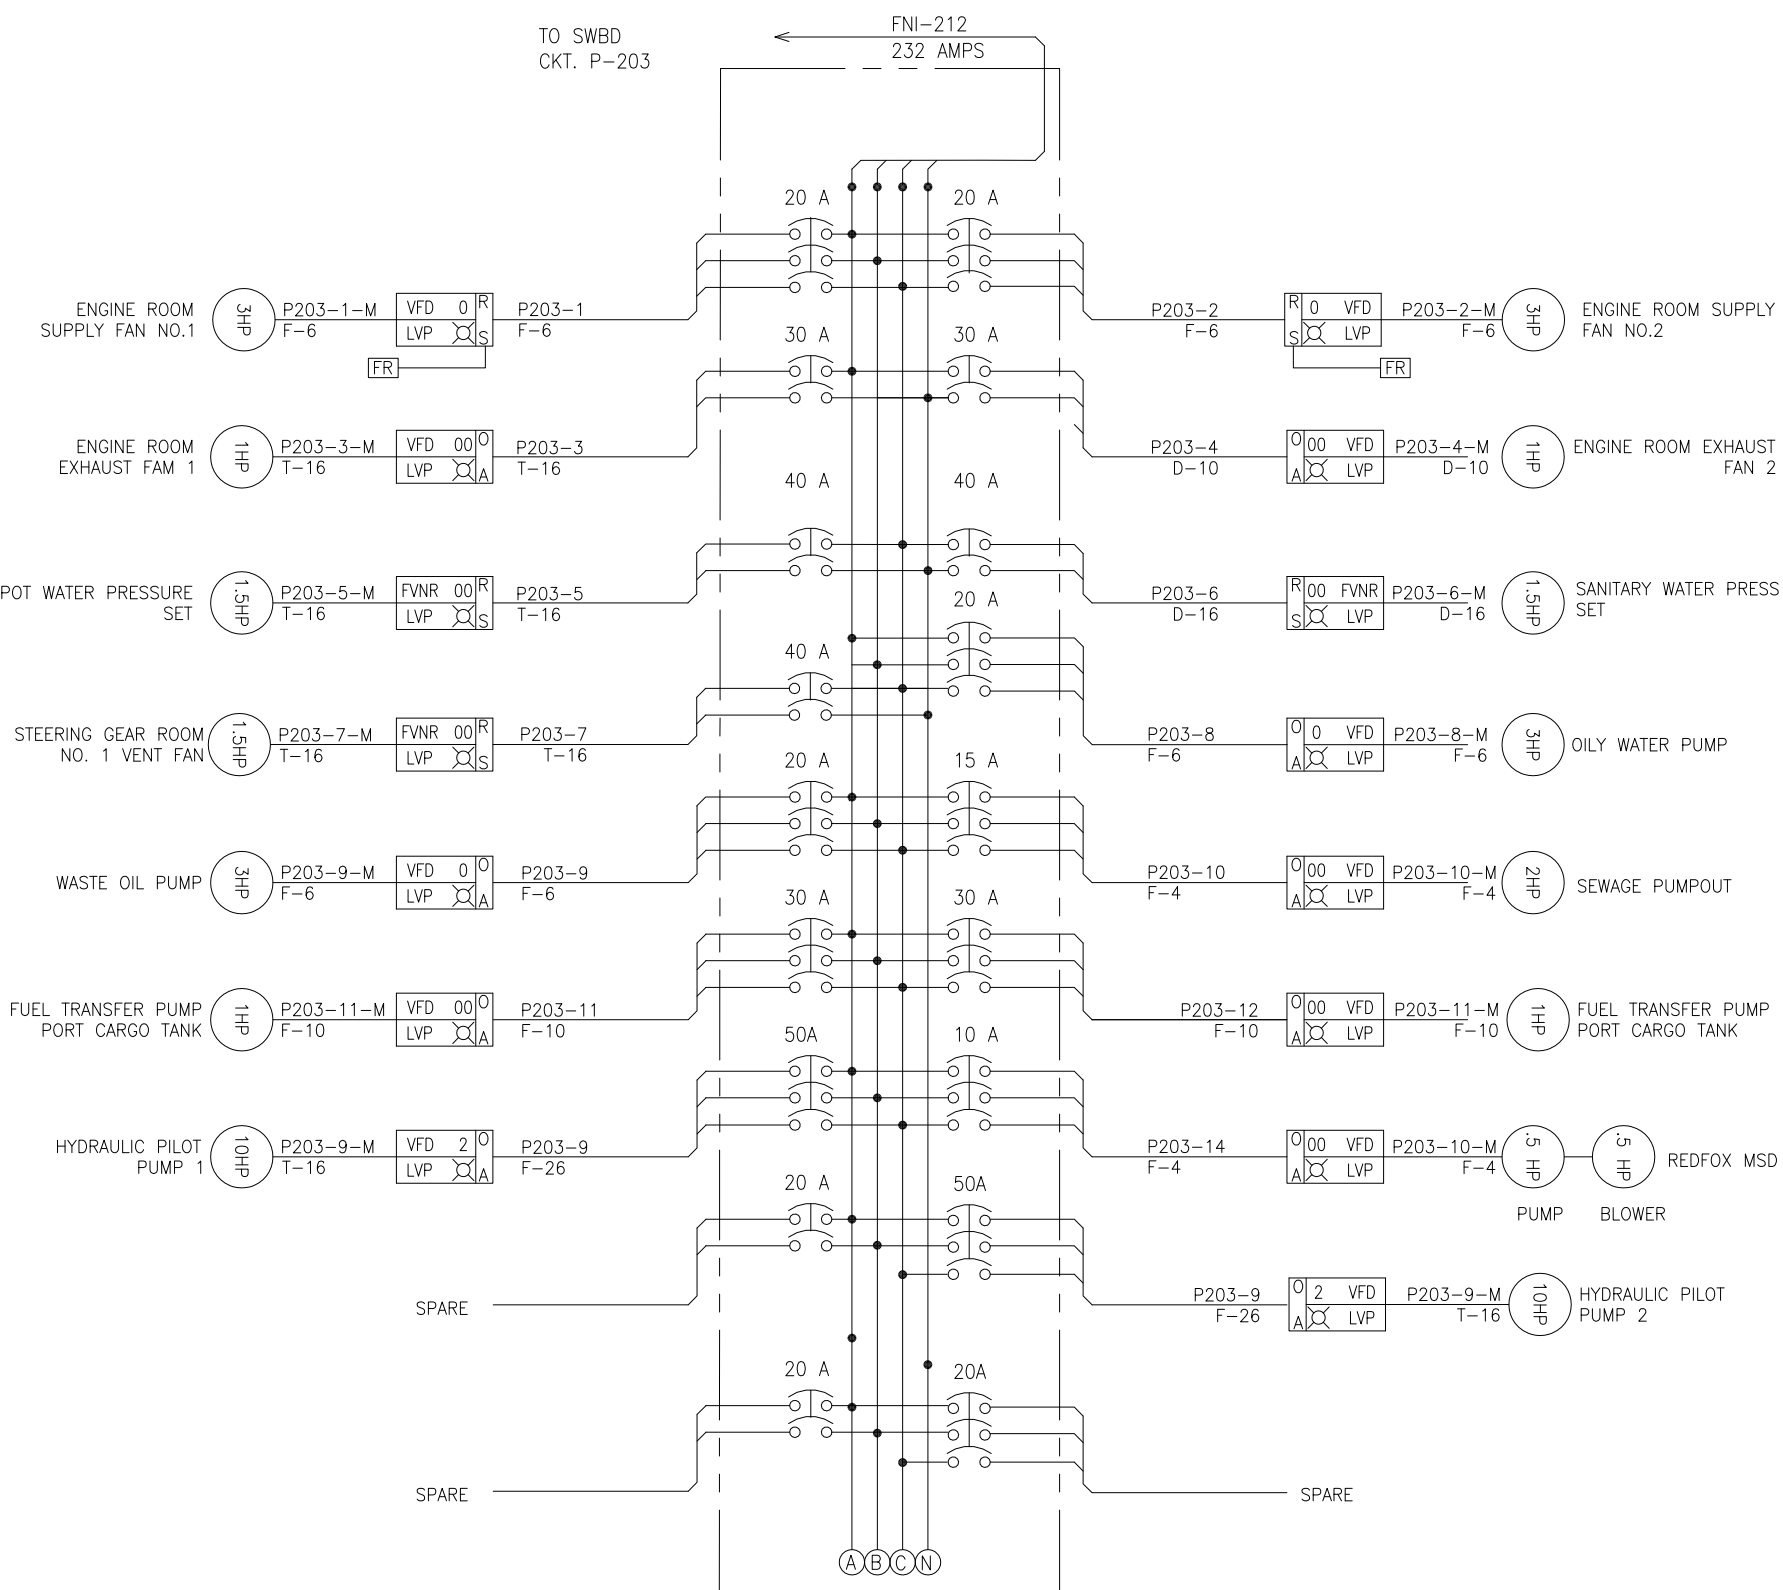 TO SWBD
CKT. P-203
FNI-212
232 AMPS
20 A
20 A
ENGINE ROOM
SUPPLY FAN NO.1
3HP
P203-1-M
F-6
VFD 0 R
LVP S
P203-1
F-6
FR
P203-2
F-6
R 0 VFD
S LVP
P203-2-M
F-6
3HP
ENGINE ROOM SUPPLY
FAN NO.2
FR
30 A
30 A
ENGINE ROOM
EXHAUST FAM 1
1HP
P203-3-M
T-16
VFD 00 O
LVP A
P203-3
T-16
P203-4
D-10
O 00 VFD
A LVP
P203-4-M
D-10
1HP
ENGINE ROOM EXHAUST
FAN 2
40 A
40 A
POT WATER PRESSURE
SET
1.5HP
P203-5-M
T-16
FVNR 00 R
LVP S
P203-5
T-16
P203-6
D-16
R 00 FVNR
S LVP
P203-6-M
D-16
1.5HP
SANITARY WATER PRESS
SET
40 A
20 A
STEERING GEAR ROOM
NO. 1 VENT FAN
1.5HP
P203-7-M
T-16
FVNR 00 R
LVP S
P203-7
T-16
P203-8
F-6
O 0 VFD
A LVP
P203-8-M
F-6
3HP
OILY WATER PUMP
20 A
15 A
WASTE OIL PUMP
3HP
P203-9-M
F-6
VFD 0 O
LVP A
P203-9
F-6
P203-10
F-4
O 00 VFD
A LVP
P203-10-M
F-4
2HP
SEWAGE PUMPOUT
30 A
30 A
FUEL TRANSFER PUMP
PORT CARGO TANK
1HP
P203-11-M
F-10
VFD 00 O
LVP A
P203-11
F-10
P203-12
F-10
O 00 VFD
A LVP
P203-11-M
F-10
1HP
FUEL TRANSFER PUMP
PORT CARGO TANK
50A
10 A
HYDRAULIC PILOT
PUMP 1
10HP
P203-9-M
T-16
VFD 2 O
LVP A
P203-9
F-26
P203-14
F-4
O 00 VFD
A LVP
P203-10-M
F-4
.5 HP
.5 HP
REDFOX MSD
PUMP
BLOWER
20 A
50A
SPARE
P203-9
F-26
O 2 VFD
A LVP
P203-9-M
T-16
10HP
HYDRAULIC PILOT
PUMP 2
20 A
20A
SPARE
SPARE
A B C N